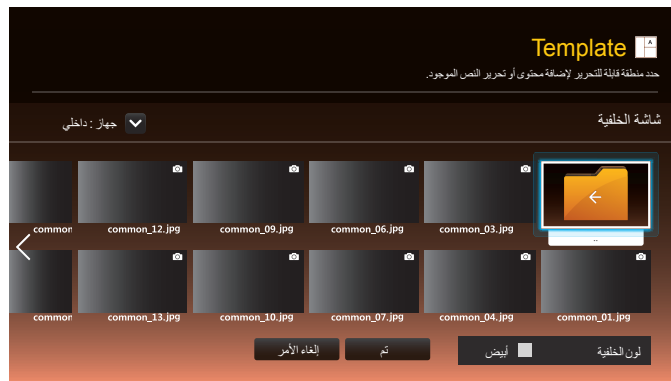 Template
حدد منطقة قابلة للتحرير لإضافة محتوى أو تحرير النص الموجود.
شاشة الخلفية
جهاز : داخلي
..
common_03.jpg
common_06.jpg
common_09.jpg
common_12.jpg
common
common_01.jpg
common_04.jpg
common_07.jpg
common_10.jpg
common_13.jpg
common
لون الخلفية
أبيض
تم
إلغاء الأمر